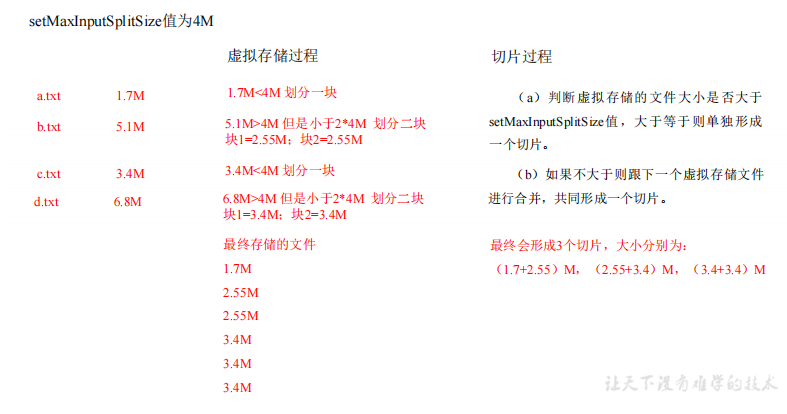 setMaxInputSplitSize值为4M
虚拟存储过程
切片过程
a.txt 1.7M 1.7M<4M 划分一块
b.txt 5.1M 5.1M>4M 但是小于2*4M 划分二块
块1=2.55M；块2=2.55M
c.txt 3.4M 3.4M<4M 划分一块
d.txt 6.8M 6.8M>4M 但是小于2*4M 划分二块
块1=3.4M；块2=3.4M
最终存储的文件
1.7M
2.55M
2.55M
3.4M
3.4M
3.4M
（a）判断虚拟存储的文件大小是否大于
setMaxInputSplitSize值，大于等于则单独形成
一个切片。
（b）如果不大于则跟下一个虚拟存储文件
进行合并，共同形成一个切片。
最终会形成3个切片，大小分别为：
（1.7+2.55）M，（2.55+3.4）M，（3.4+3.4）M
让天下没有难学的技术